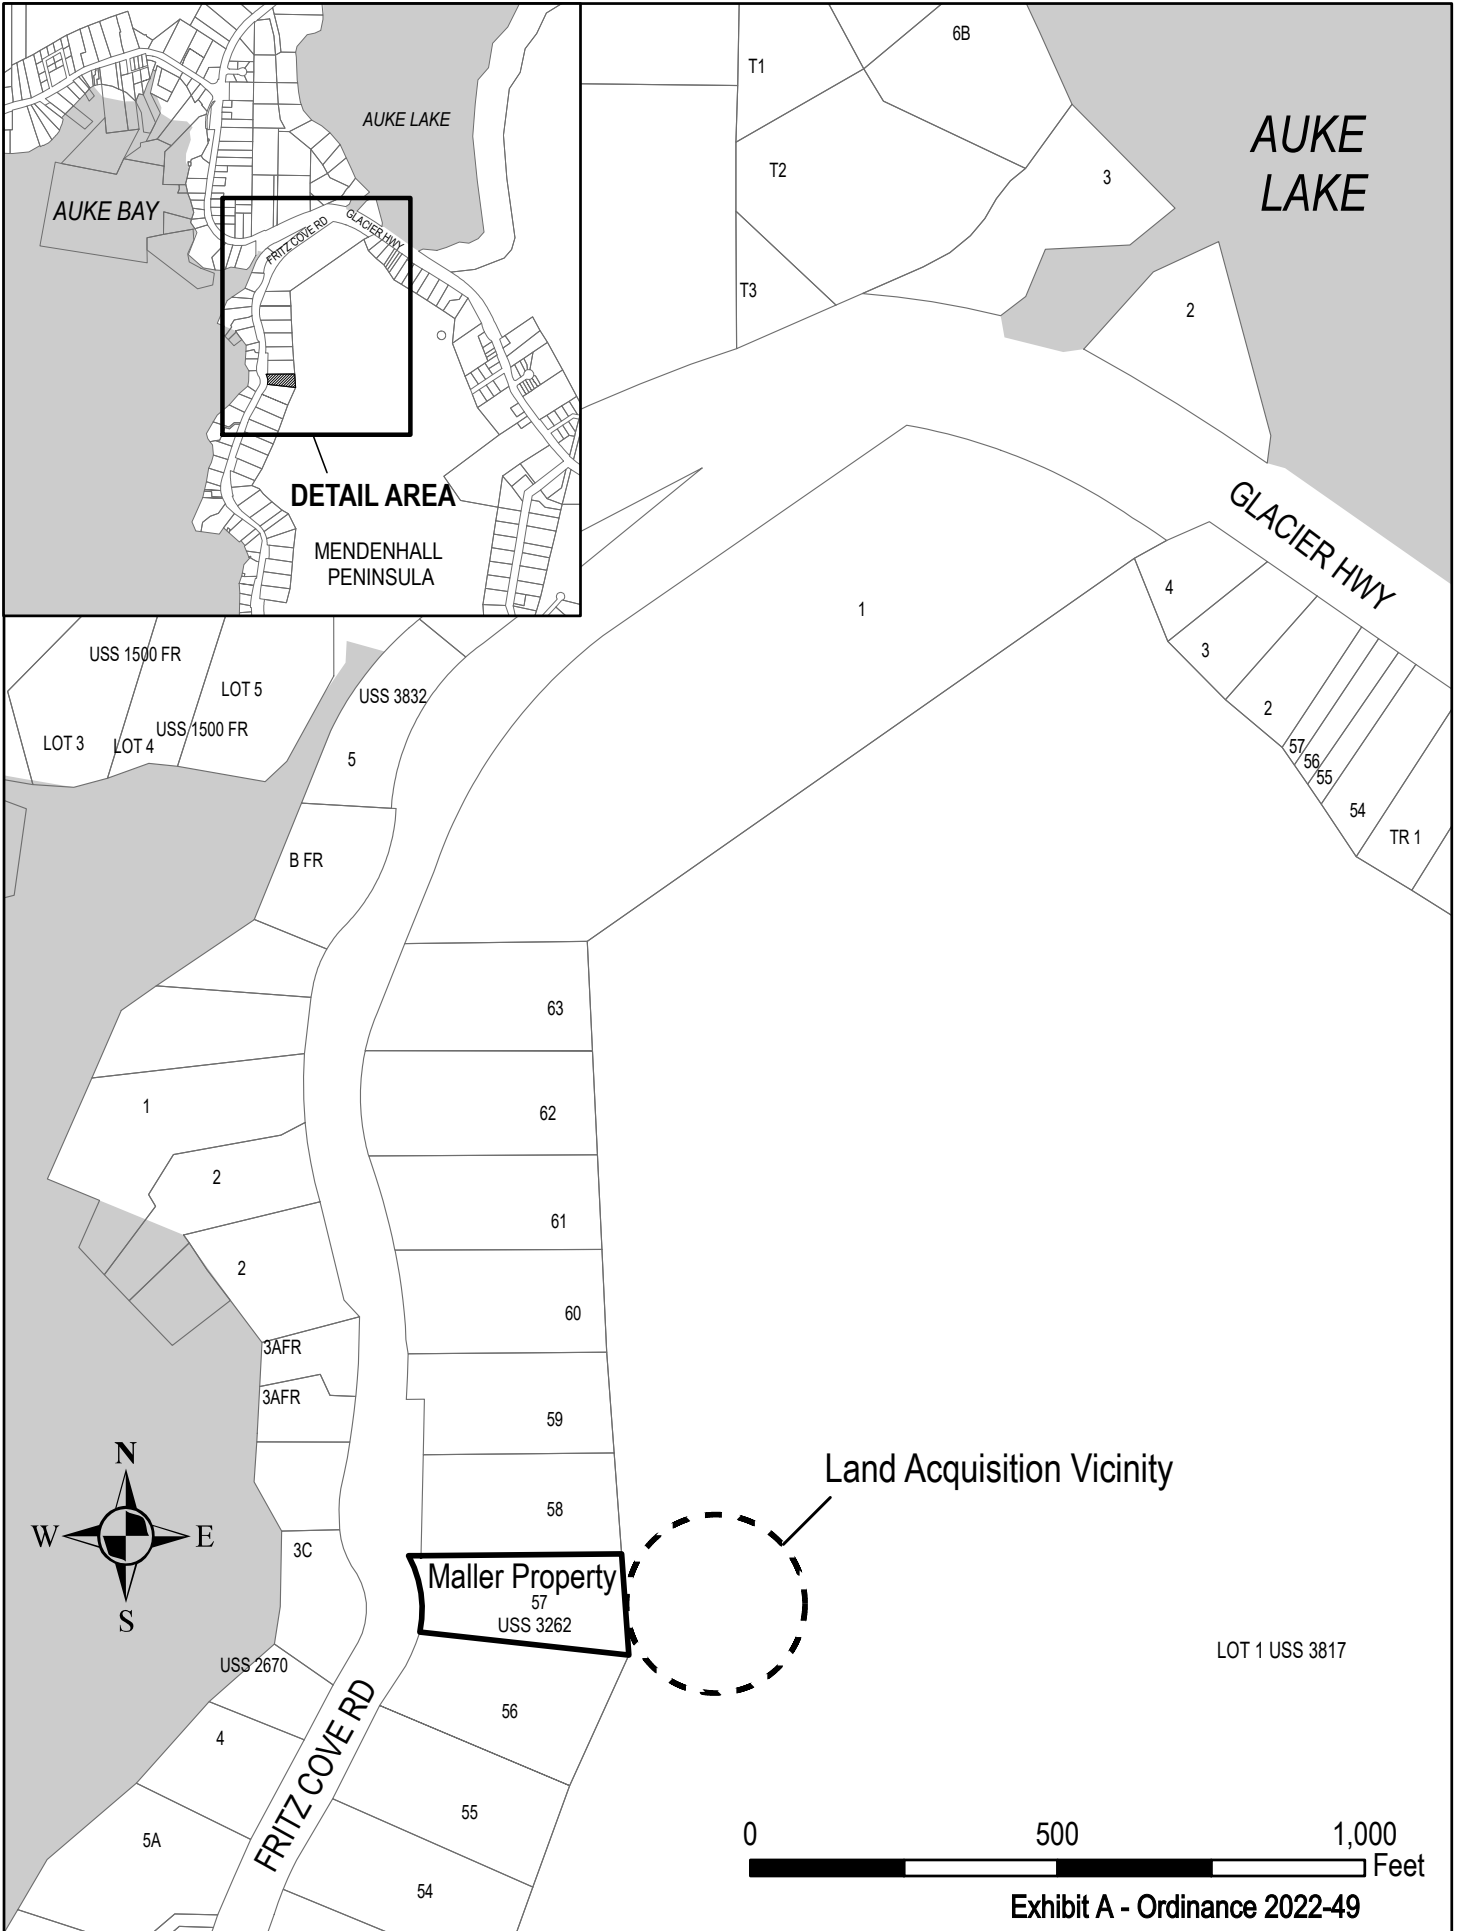 AUKE LAKE
AUKE BAY
FRITZ COVE RD
GLACIER HWY
DETAIL AREA
MENDENHALL
PENINSULA
6B
T1
AUKE
LAKE
T2
3
T3
2
GLACIER HWY
4
1
3
2
57
56
55
54
TR 1
USS 1500 FR
LOT 5
USS 3832
USS 1500 FR
LOT 3
LOT 4
5
B FR
63
1
62
2
61
2
60
3AFR
3AFR
59
N
Land Acquisition Vicinity
58
W
E
3C
S
Maller Property
57
USS 3262
LOT 1 USS 3817
USS 2670
56
4
FRITZ COVE RD
55
5A
54
0
500
1,000
Feet
Exhibit A - Ordinance 2022-49